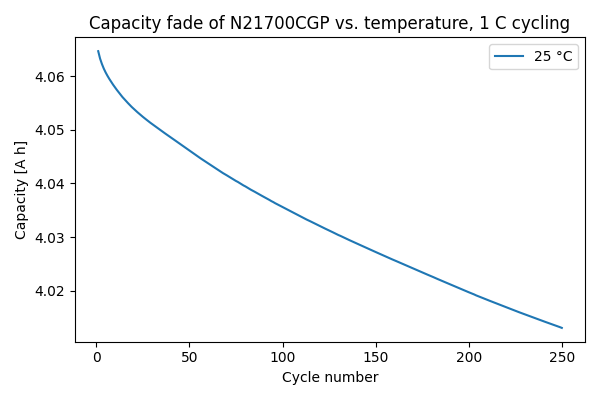 Capacity fade of N21700CGP vs. temperature, 1 C cycling
25 °C
4.06
4.05
4.04
4.03
4.02
Capacity [A h]
0 50 100 150 200 250
Cycle number